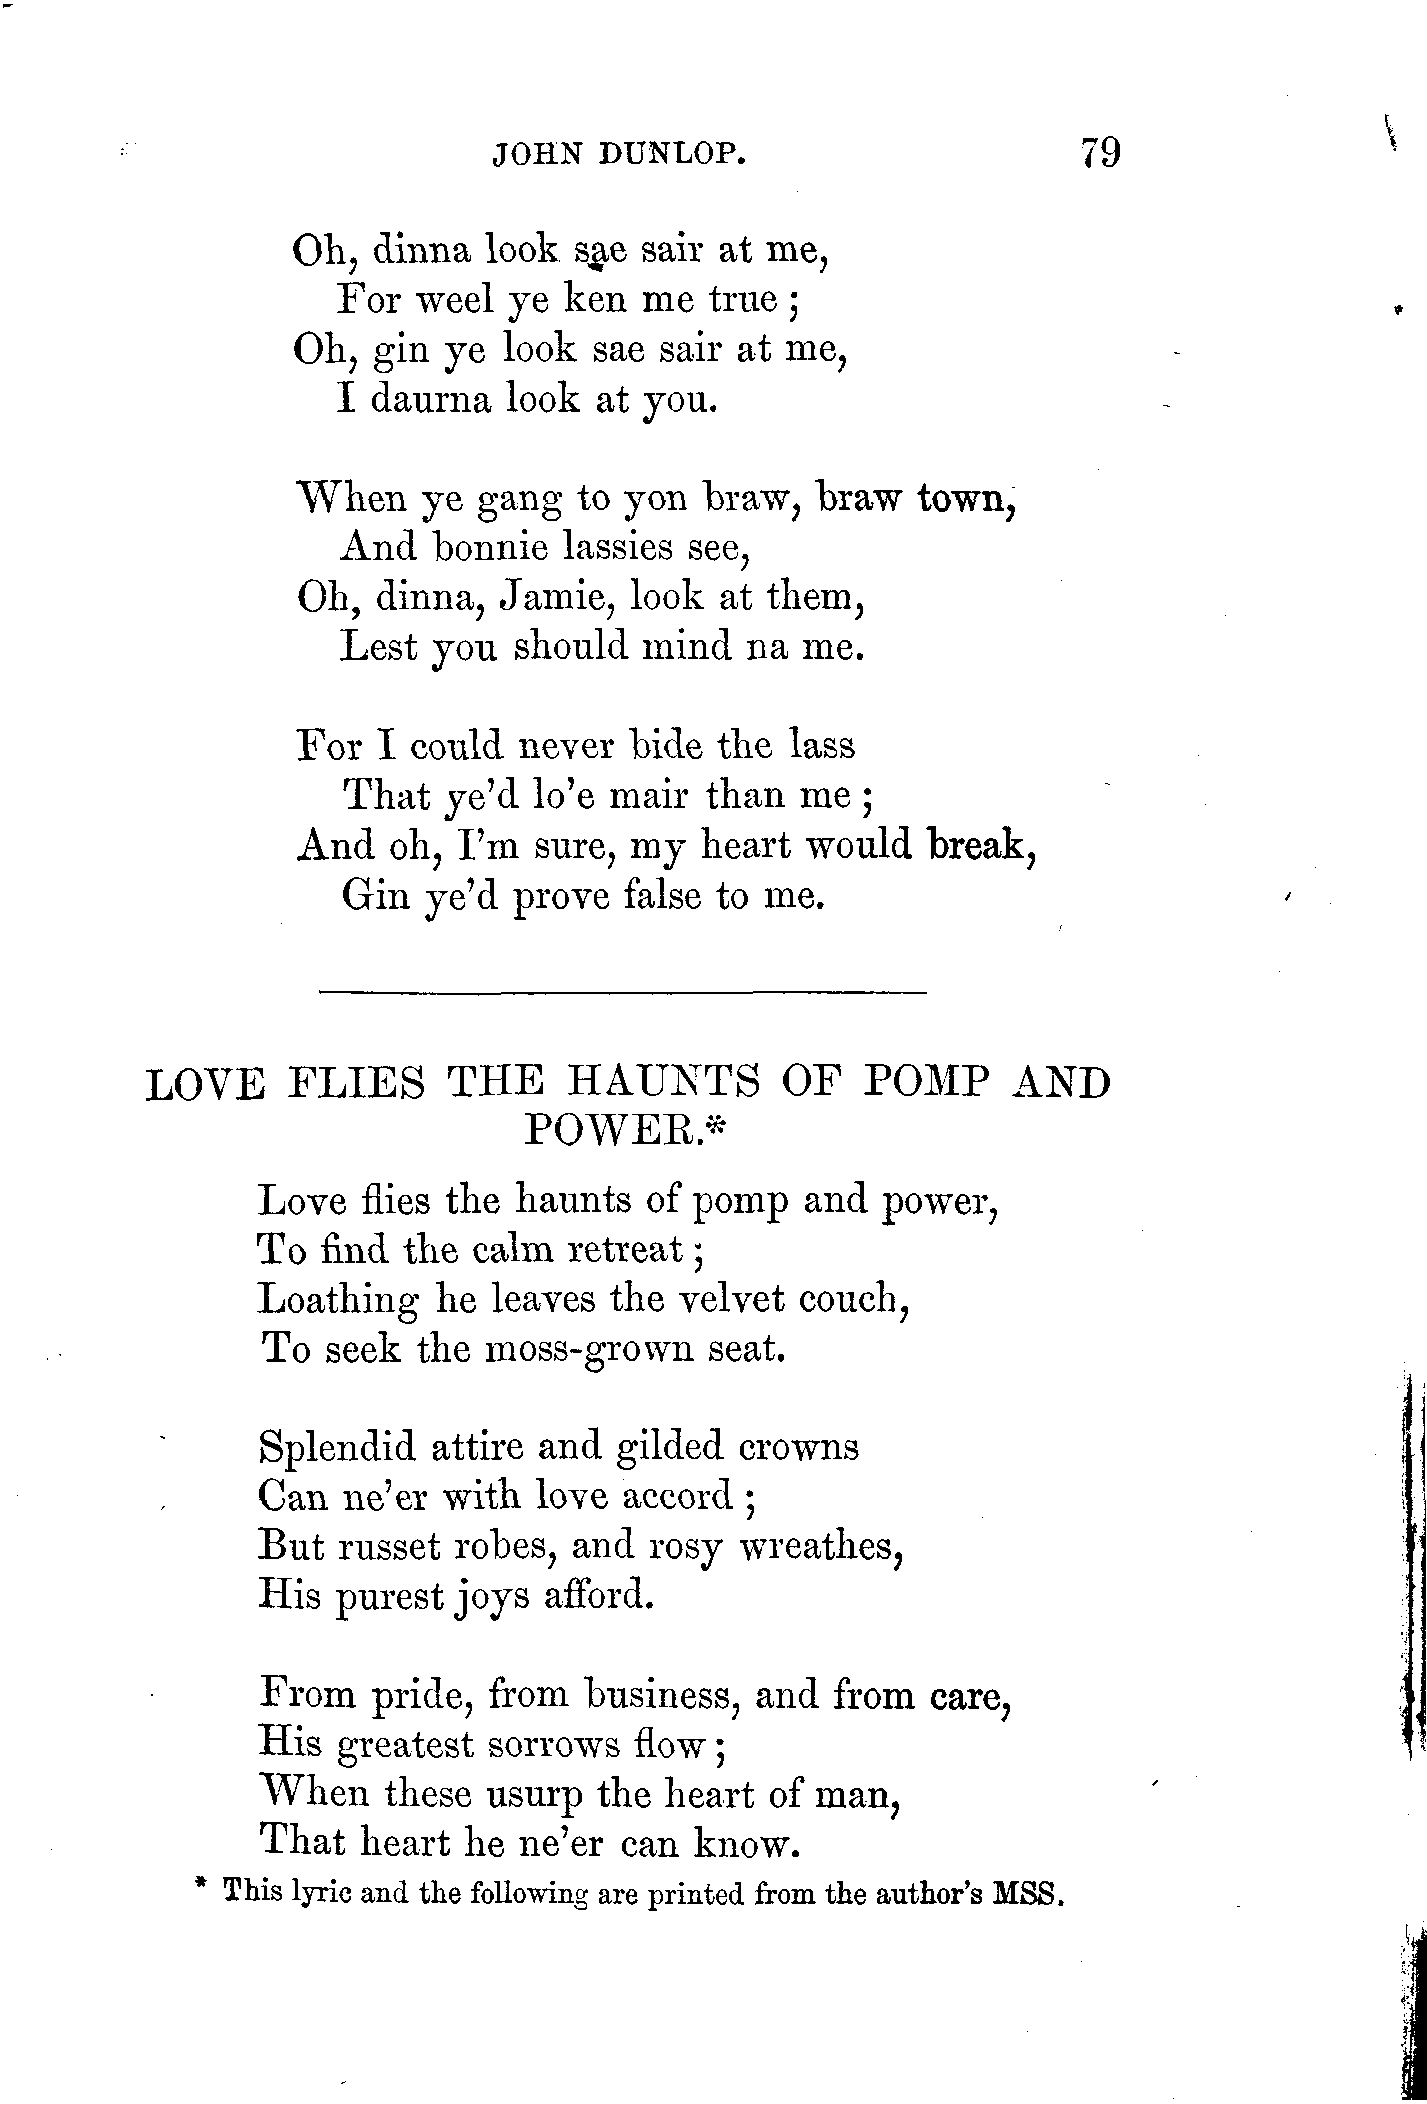 JOHN DUNLOP. 79
Oh, dinna look sae sair at me,
For weel ye ken me true ;
Oh, gin ye look sae sair at me,
I daurna look at you.
When ye gang to yon braw, braw town,
And bonnie lassies see,
Oh, dinna, Jamie, look at them,
Lest you should mind na me.
For I could never bide the lass
That ye'd lo'e mair than me ;
And oh, I'm sure, my heart would break,
Gin ye'd prove false to me.
LOVE FLIES THE HAUNTS OF POMP AND
POWER.*
Love flies the haunts of pomp and power,
To find the calm retreat ;
Loathing he leaves the velvet couch,
To seek the moss-grown seat.
Splendid attire and gilded crowns
Can ne'er with love accord ;
But russet robes, and rosy wreathes,
His purest joys afford.
From pride, from business, and from care,
His greatest sorrows flow ;
When these usurp the heart of man,
That heart he ne'er can know.
* This lyric and the following are printed from the author's MSS.